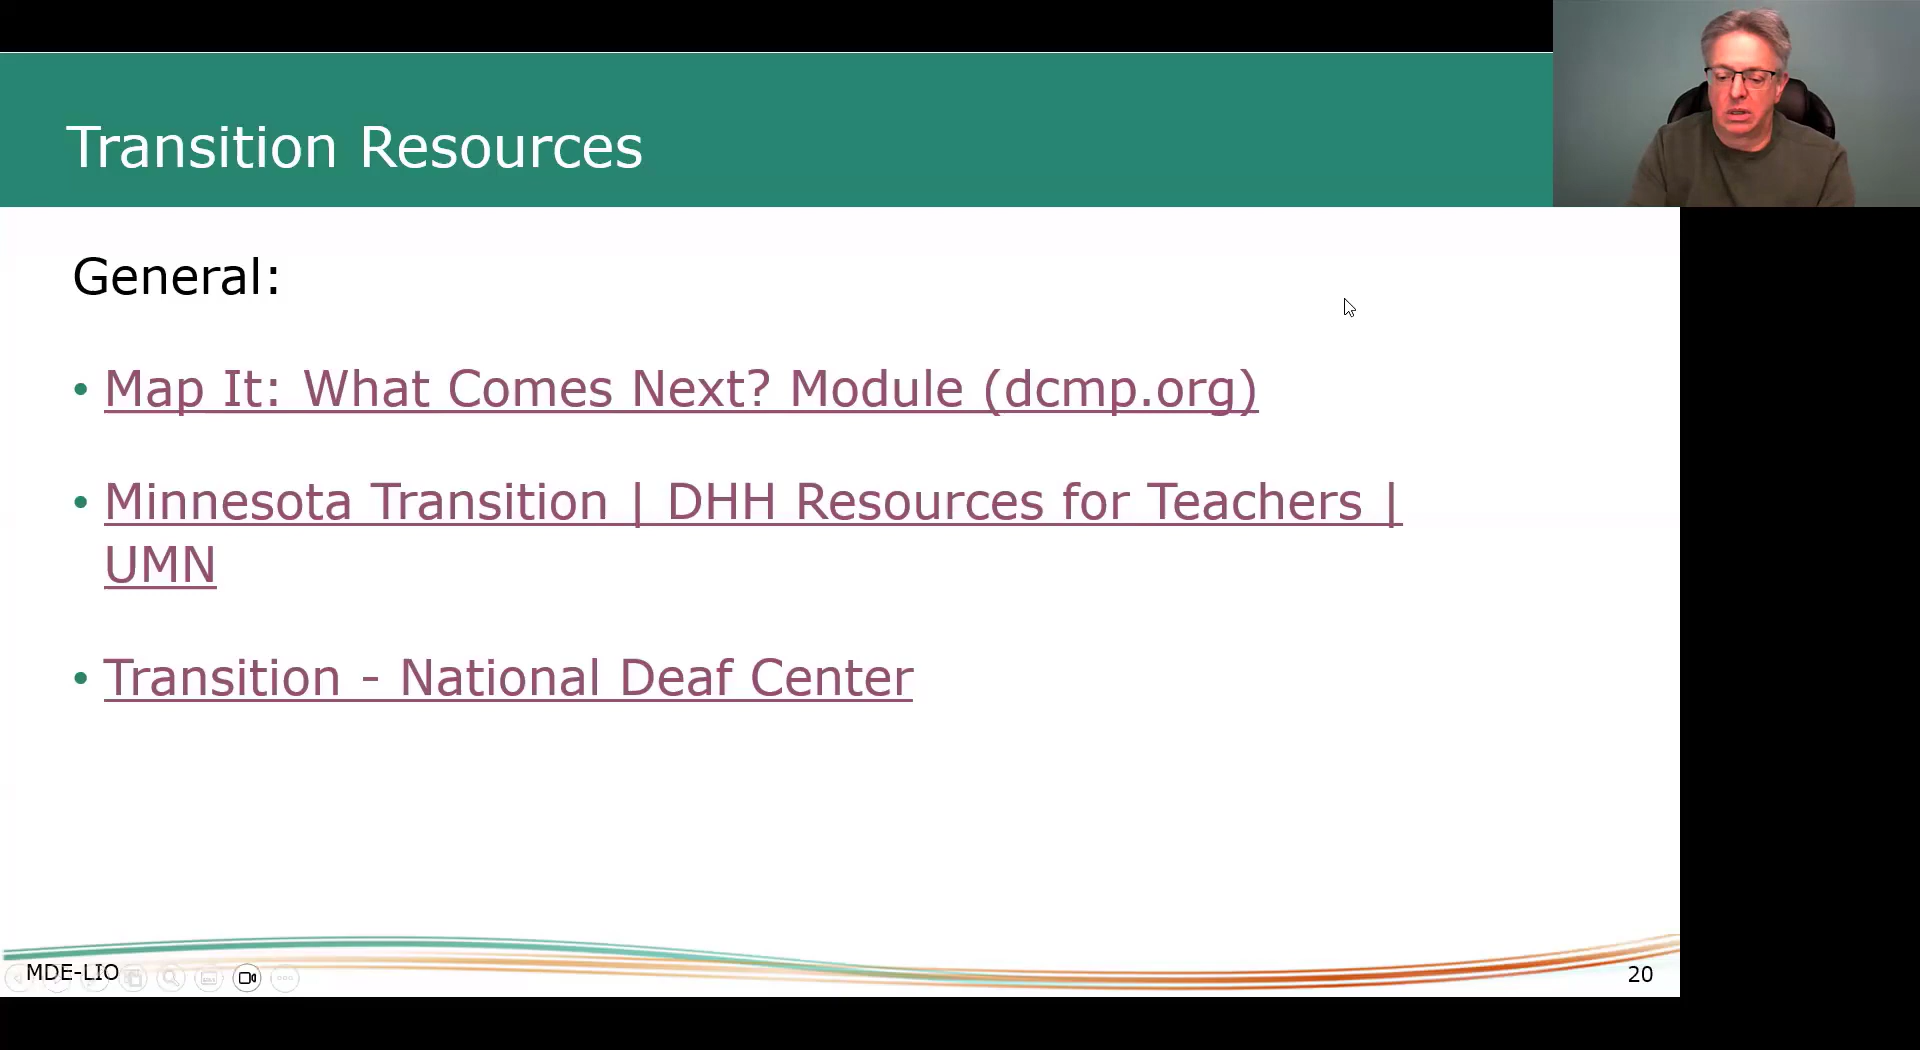 Transition Resources
General:
• Map It: What Comes Next? Module (dcmp.org)
• Minnesota Transition | DHH Resources for Teachers |
UMN
• Transition - National Deaf Center
MDE-LIO
20